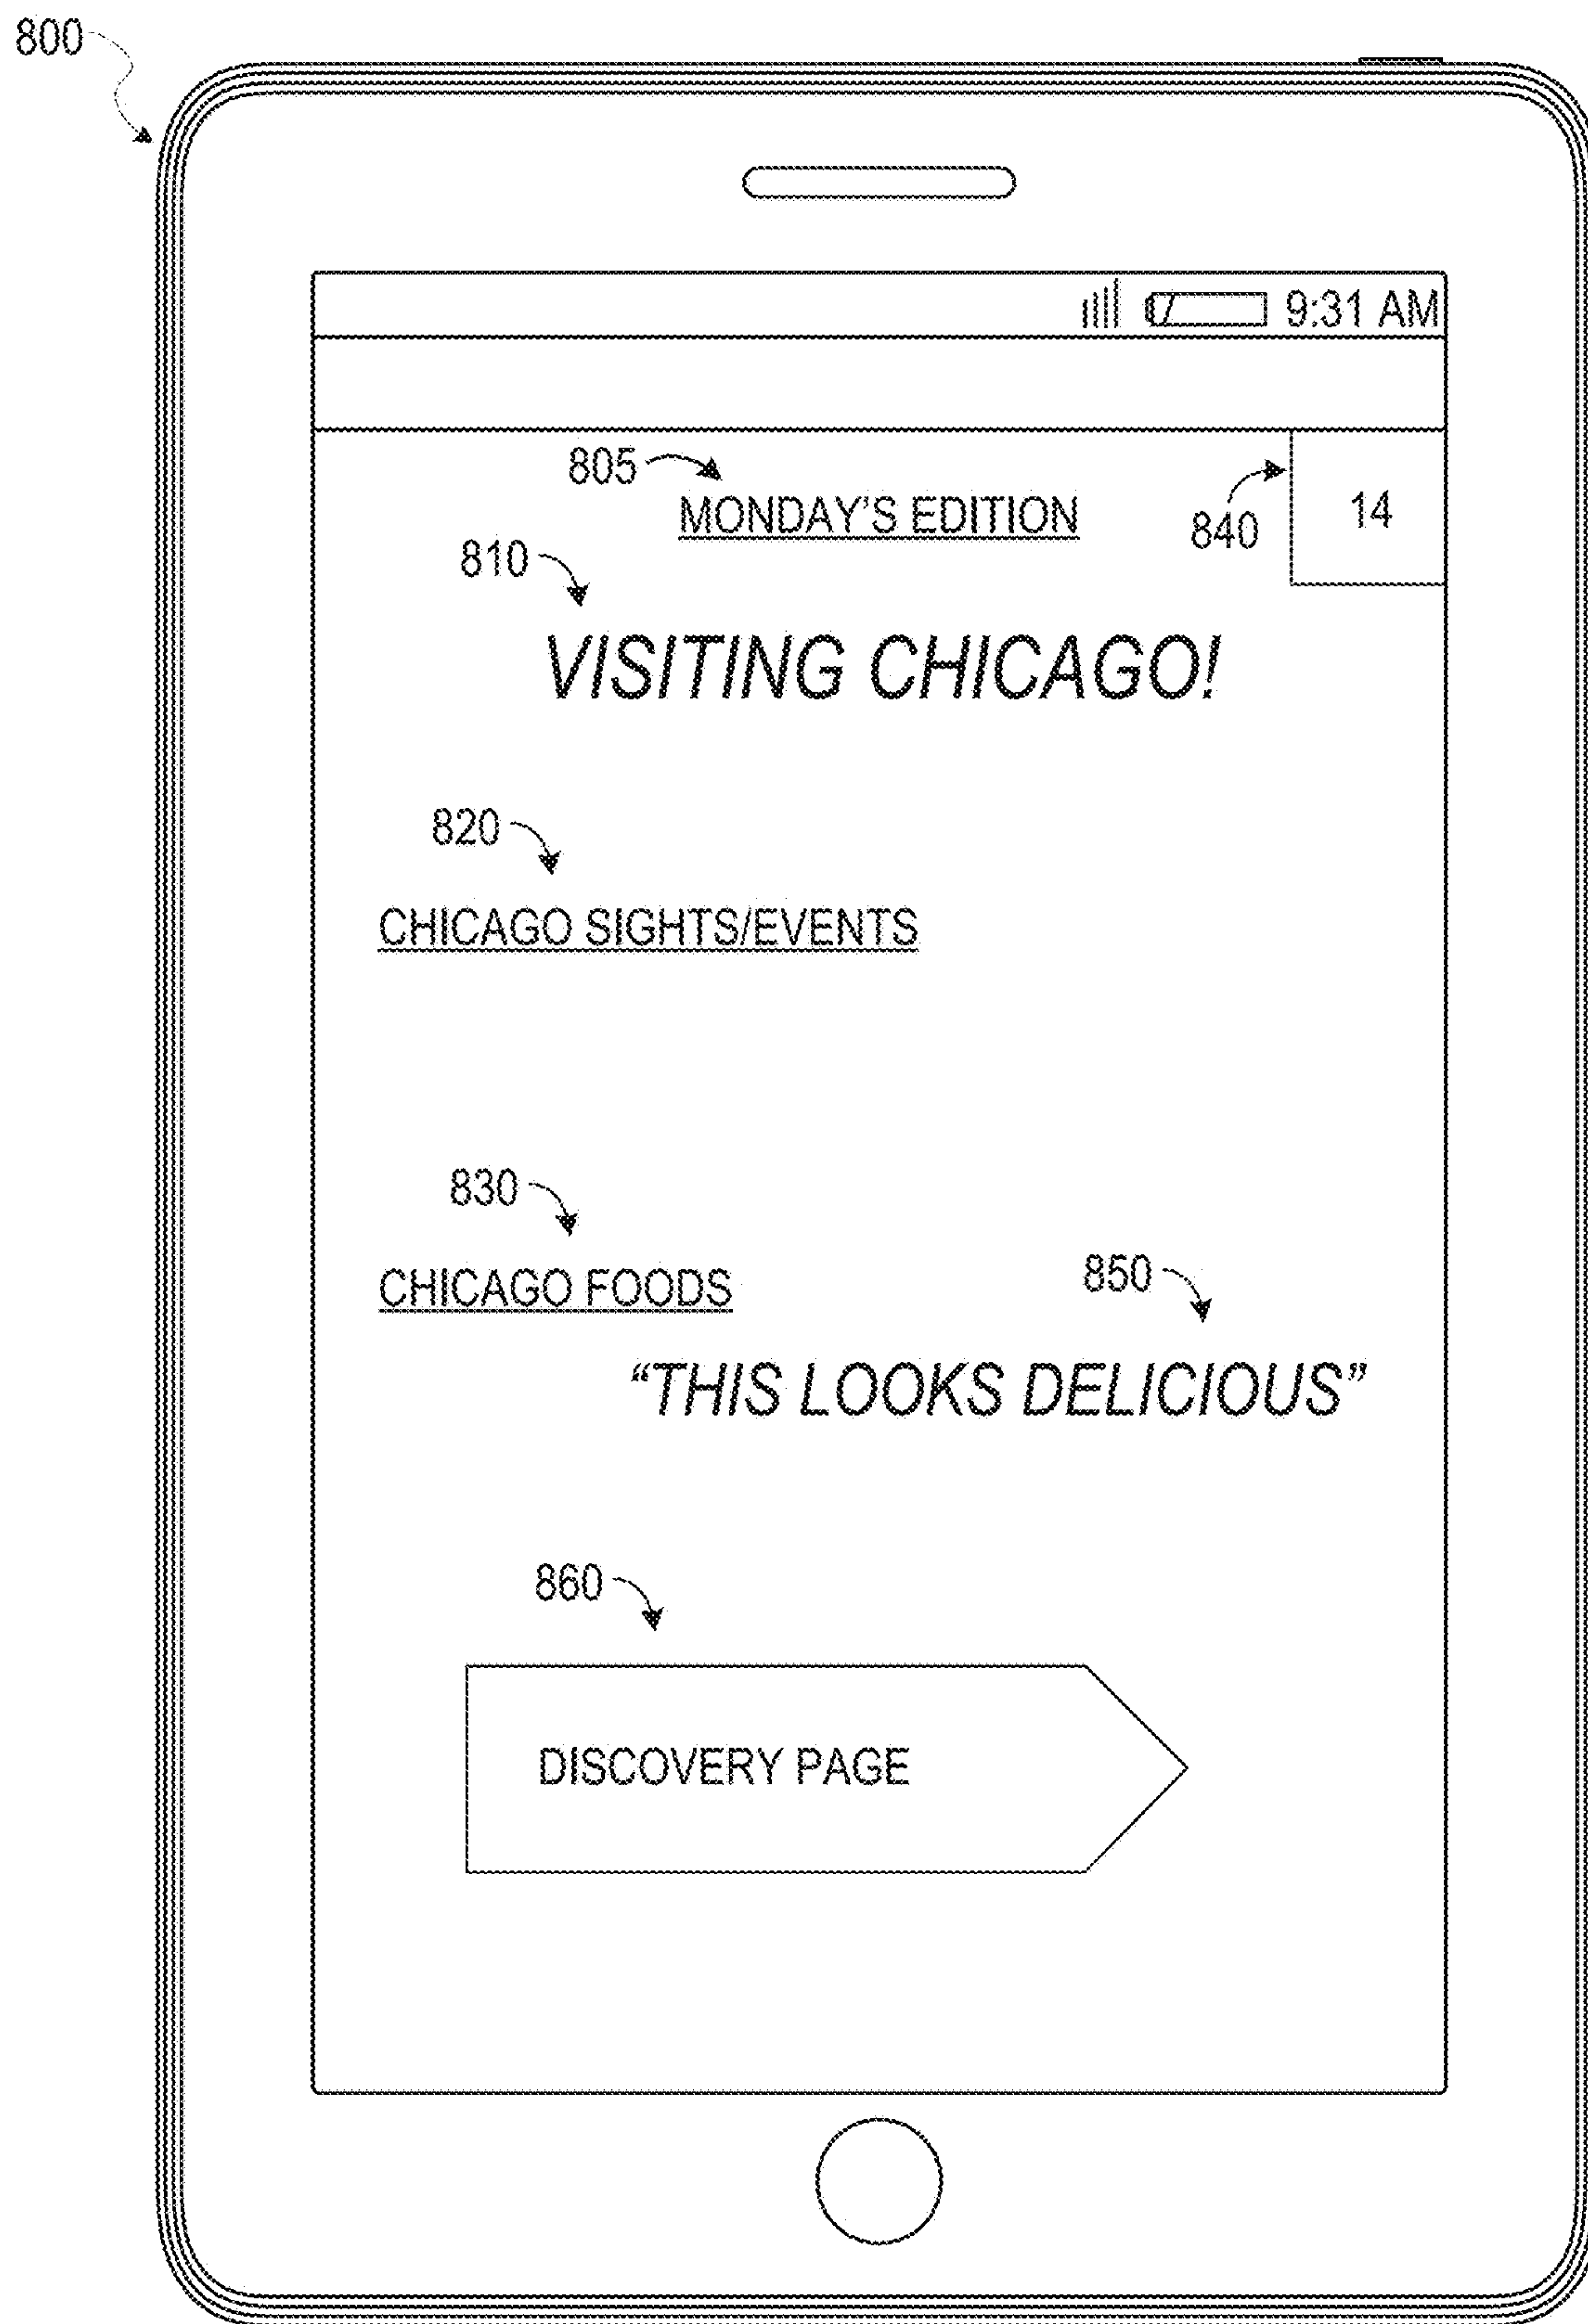 800
9:31 AM
805
MONDAY'S EDITION
840
14
810
VISITING CHICAGO!
820
CHICAGO SIGHTS/EVENTS
830
CHICAGO FOODS
850
“THIS LOOKS DELICIOUS”
860
DISCOVERY PAGE